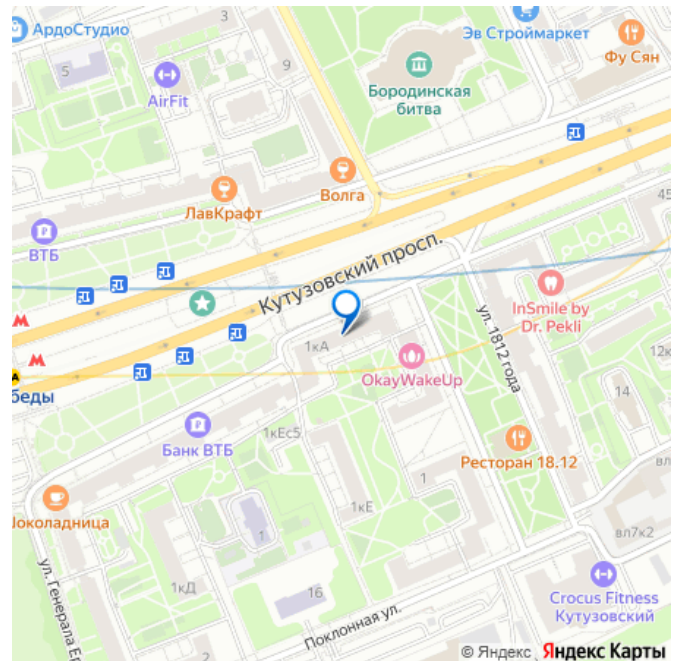 АрдоСтудио
3
Эв Строймаркет
Фу Сян
5
AirFit
9
Бородинская
битва
Волга
ЛавКрафт
45
ВТБ
Кутузовский просп.
InSmile by
Dr. Pekli
ул. 1812 года
1кА
12к
OkayWakeUp
беды
14
Банк ВТБ
1кЕс5
Ресторан 18.12
вл
1
Шоколадница
1кЕ
1
вл7к2
ул. Генерала Ер
1кД
16
Crocus Fitness
Кутузовский
Поклонная ул.
2
© Яндекс Яндекс Карты